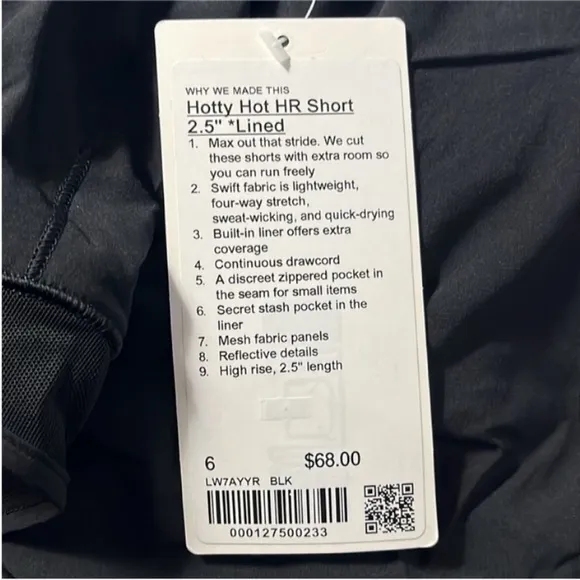 WHY WE MADE THIS
Hotty Hot HR Short
2.5" *Lined
1. Max out that stride. We cut
these shorts with extra room so
you can run freely
2. Swift fabric is lightweight,
four-way stretch,
sweat-wicking, and quick-drying
3. Built-in liner offers extra
coverage
4. Continuous drawcord
5. A discreet zippered pocket in
the seam for small items
6. Secret stash pocket in the
liner
7. Mesh fabric panels
8. Reflective details
9. High rise, 2.5" length
6 $68.00
LW7AYYR BLK
000127500233